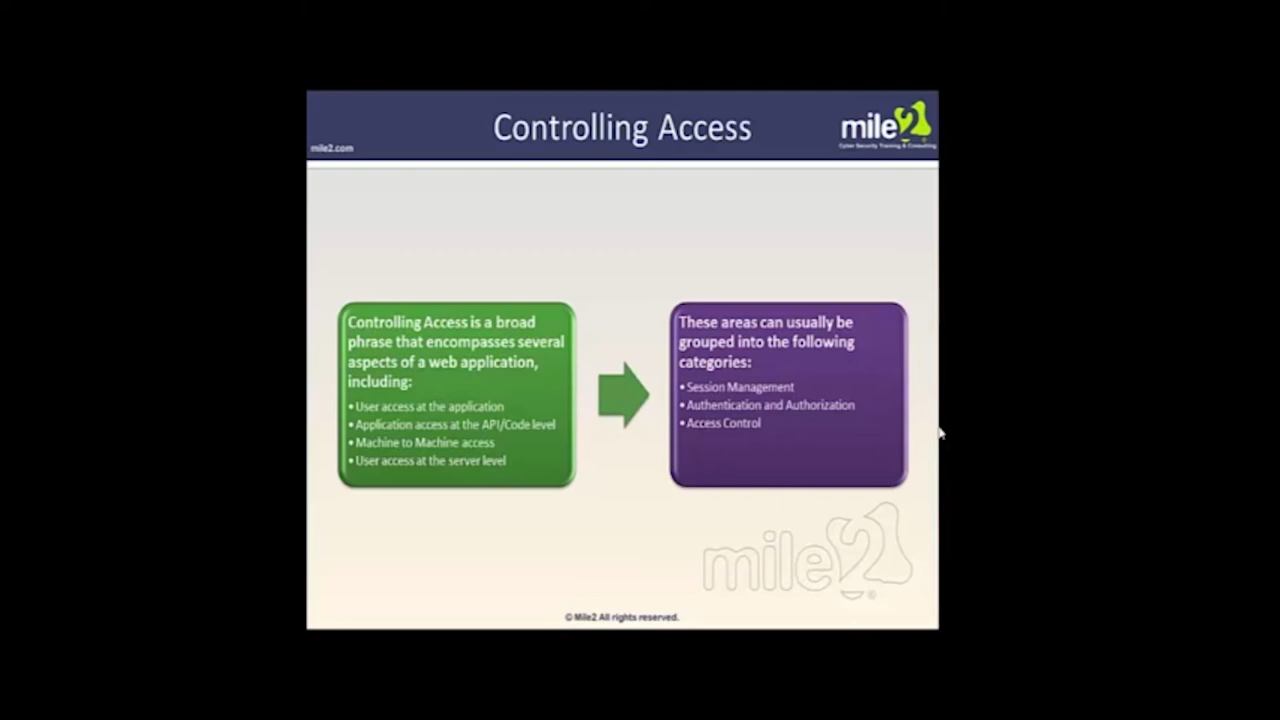 Controlling Access
mile2
Cyber Security Training & Consulting
mile2.com
Controlling Access is a broad
phrase that encompasses several
aspects of a web application,
including:
• User access at the application
• Application access at the API/Code level
• Machine to Machine access
• User access at the server level
These areas can usually be
grouped into the following
categories:
• Session Management
• Authentication and Authorization
• Access Control
mile2
©
© Mile2 All rights reserved.